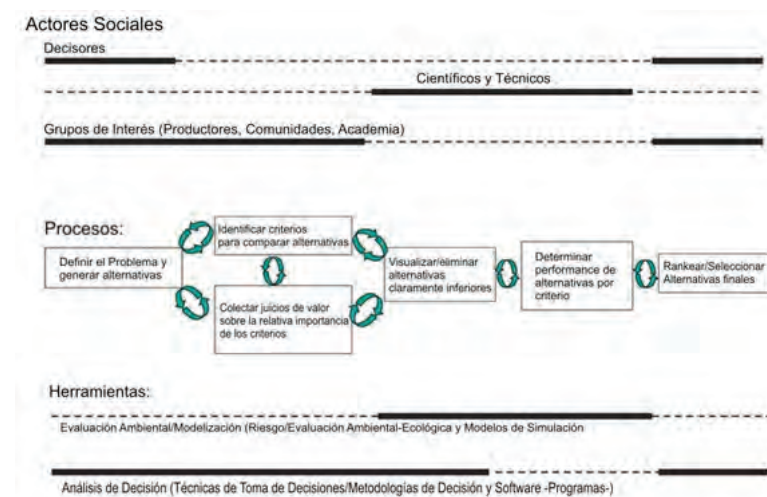 Actores Sociales
Decisores
Científicos y Técnicos
Grupos de Interés (Productores, Comunidades, Academia)
Procesos:
Definir el Problema y
generar alternativas
Identificar criterios
para comparar alternativas
Colectar juicios de valor
sobre la relativa importancia
de los criterios
Visualizar/eliminar
alternativas
claramente inferiores
Determinar
performance de
alternativas por
criterio
Rankear/Seleccionar
Alternativas finales
Herramientas:
Evaluación Ambiental/Modelización (Riesgo/Evaluación Ambiental-Ecológica y Modelos de Simulación
Análisis de Decisión (Técnicas de Toma de Decisiones/Metodologías de Decisión y Software -Programas-)